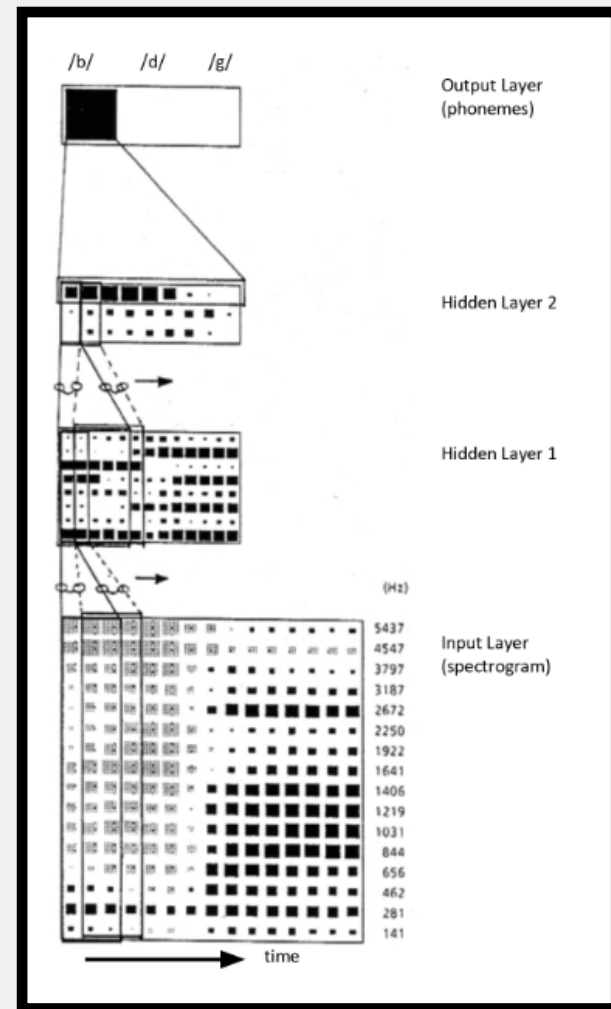 /b/ /d/ /g/
Output Layer
(phonemes)
Hidden Layer 2
Hidden Layer 1
(Hz)
5437
Input Layer
4547
(spectrogram)
3797
3187
2672
2250
1922
1641
1406
1219
1031
844
656
462
281
141
time